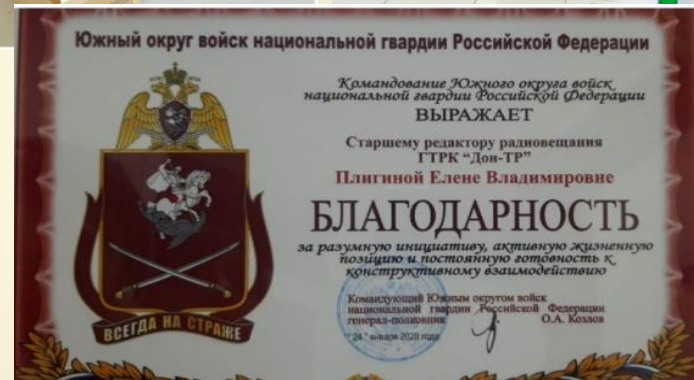 Южный округ войск национальной гвардии Российской Федерации
Командование Южного округа войск
национальной гвардии Российской Федерации
ВЫРАЖАЕТ
Старшему редактору радиовещания
ГТРК "Дон-ТР"
Плигиной Елене Владимировне
БЛАГОДАРНОСТЬ
за разумную инициативу, активную жизненную
позицию и постоянную готовность к
конструктивному взаимодействию
Командующий Южным округом войск
национальной гвардии Российской Федерации
генерал-полковник О.А. Козлов
"24" января 2020 года
ВСЕГДА НА СТРАЖЕ